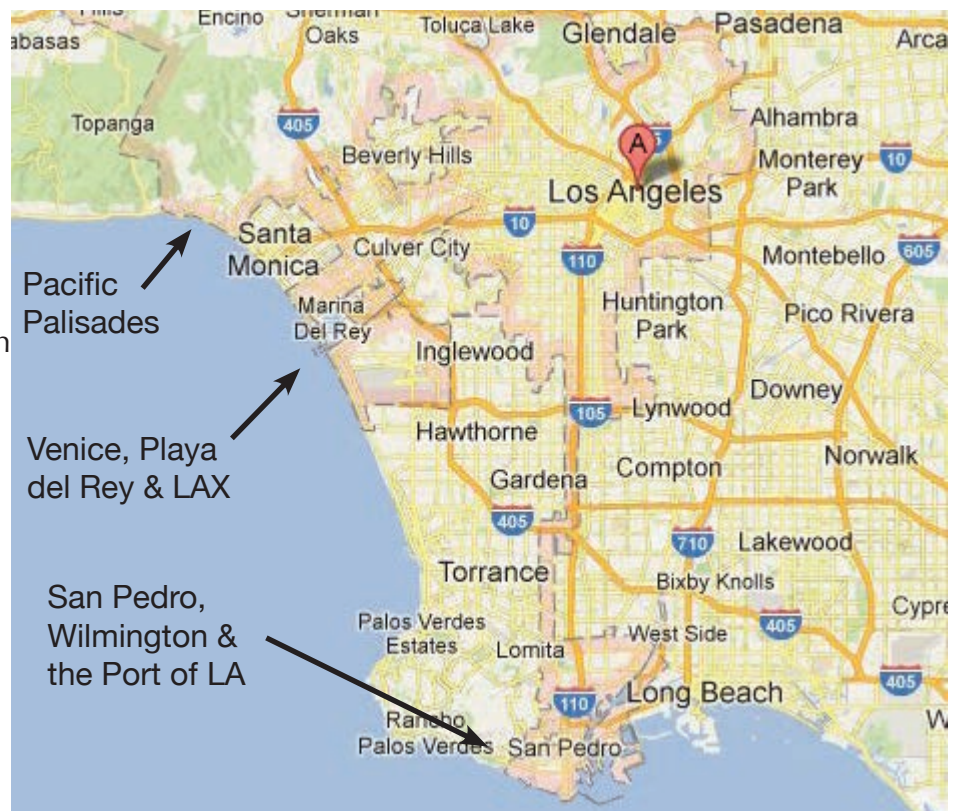 Encino
Sherman
Oaks
Toluca Lake
Glendale
Pasadena
Arca
abasas
Topanga
405
Beverly Hills
A
5
Alhambra
Monterey
Park
10
Los Angeles
Santa
Monica
10
Culver City
110
Montebello
605
Pacific
Palisades
Marina
Del Rey
Huntington
Park
Pico Rivera
n
Inglewood
Downey
105
Lynwood
Hawthorne
Venice, Playa
del Rey & LAX
Gardena
Compton
Norwalk
405
710
Lakewood
Torrance
Bixby Knolls
San Pedro,
Wilmington &
the Port of LA
Palos Verdes
Estates
Lomita
West Side
405
Cypre
405
110
Long Beach
Rancho
Palos Verdes
San Pedro
W